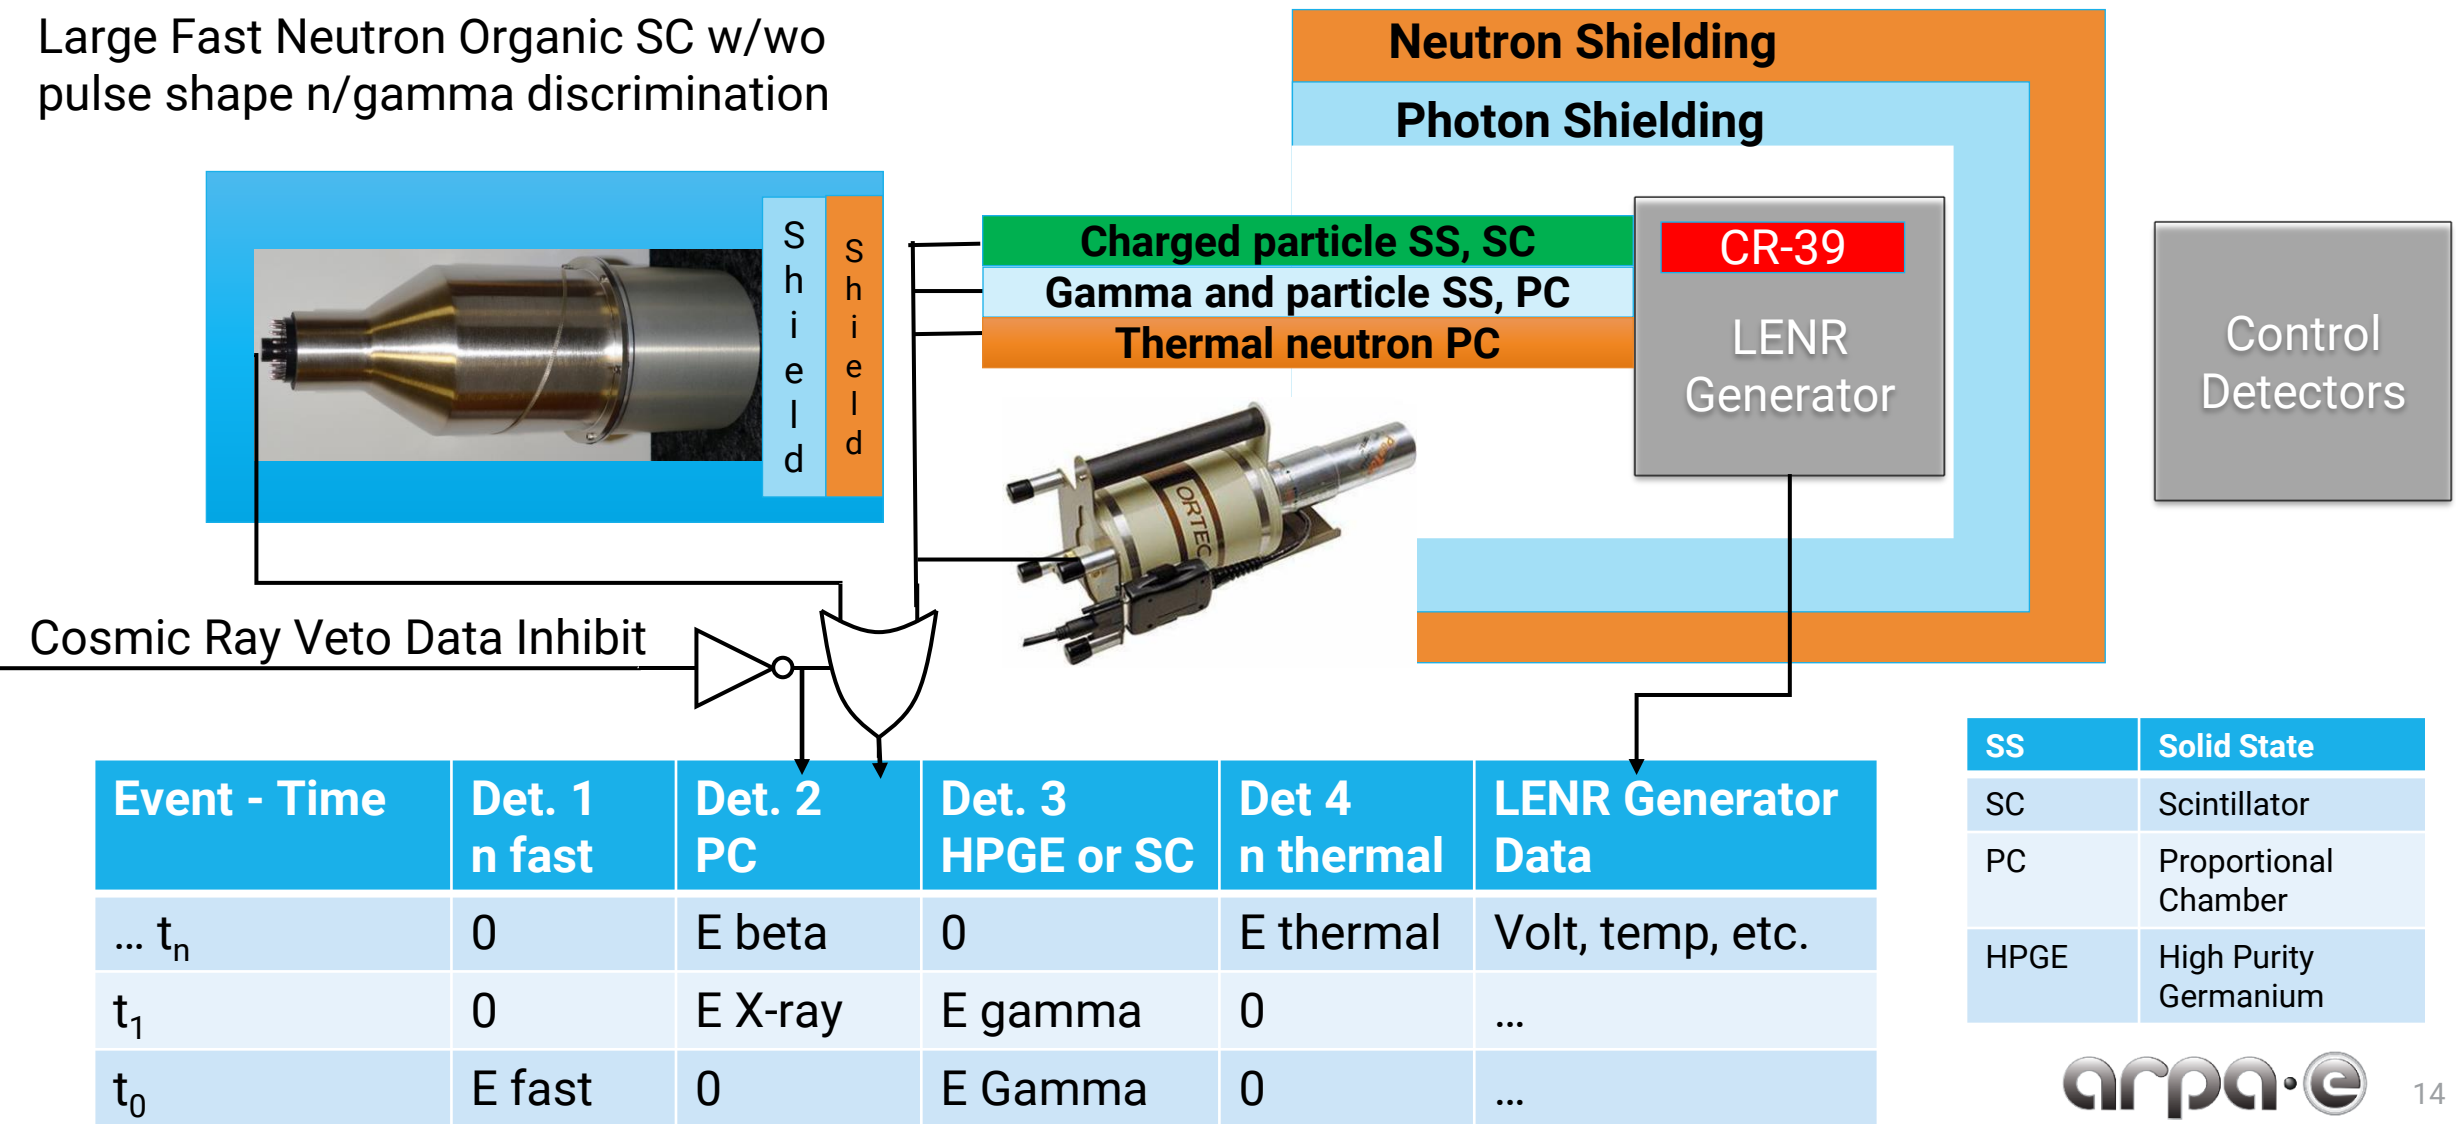 Large Fast Neutron Organic SC w/wo
pulse shape n/gamma discrimination
Neutron Shielding
Photon Shielding
Shield
Shield
Charged particle SS, SC
Gamma and particle SS, PC
Thermal neutron PC
CR-39
LENR
Generator
Control
Detectors
ORTEC
Cosmic Ray Veto Data Inhibit
Event - Time
Det. 1
n fast
Det. 2
PC
Det. 3
HPGE or SC
Det 4
n thermal
LENR Generator
Data
... tn
0
E beta
0
E thermal
Volt, temp, etc.
t1
0
E X-ray
E gamma
0
...
t0
E fast
0
E Gamma
0
...
SS
Solid State
SC
Scintillator
PC
Proportional
Chamber
HPGE
High Purity
Germanium
arpa·e
14